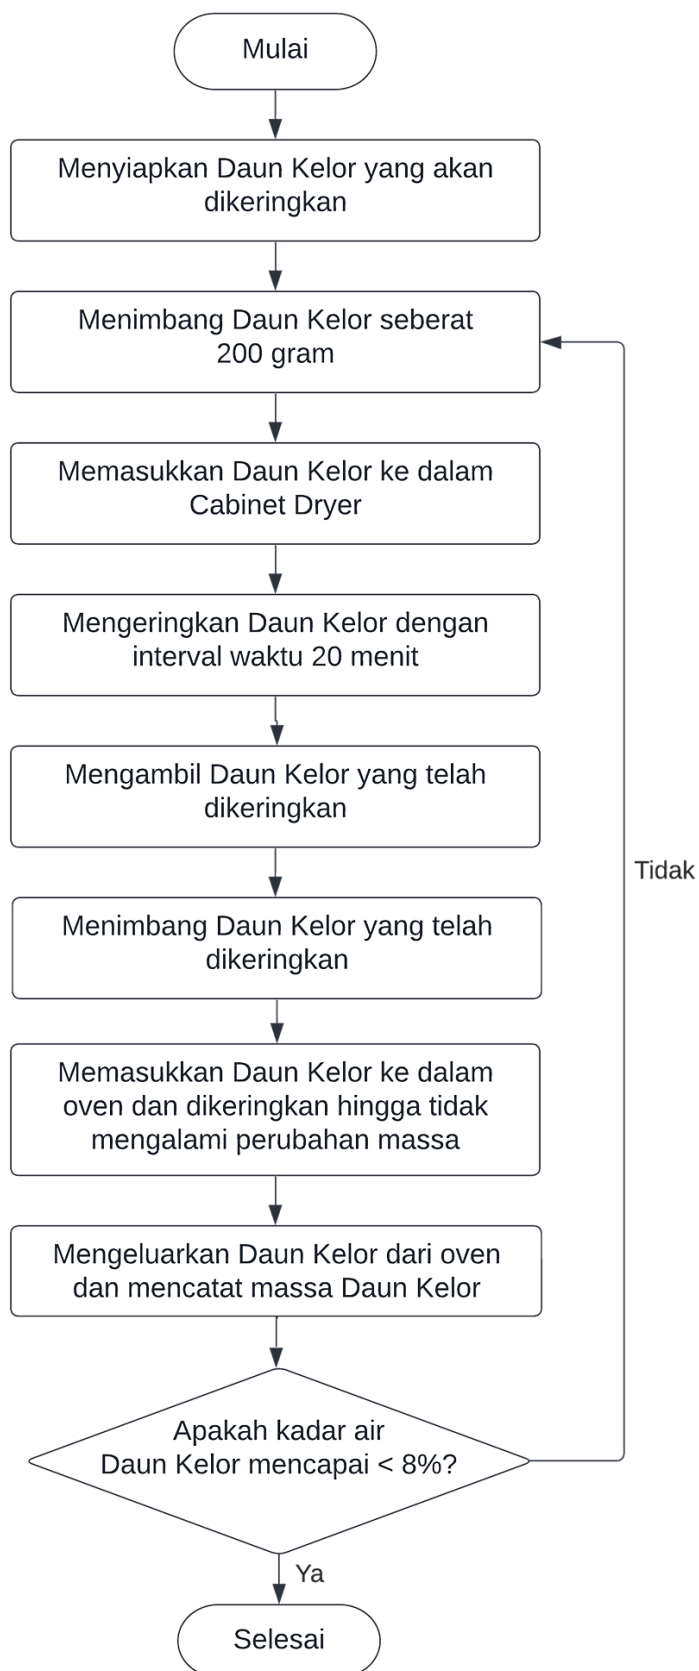 Mulai
Menyiapkan Daun Kelor yang akan
dikeringkan
Menimbang Daun Kelor seberat
200 gram
Memasukkan Daun Kelor ke dalam
Cabinet Dryer
Mengeringkan Daun Kelor dengan
interval waktu 20 menit
Mengambil Daun Kelor yang telah
dikeringkan
Tidak
Menimbang Daun Kelor yang telah
dikeringkan
Memasukkan Daun Kelor ke dalam
oven dan dikeringkan hingga tidak
mengalami perubahan massa
Mengeluarkan Daun Kelor dari oven
dan mencatat massa Daun Kelor
Apakah kadar air
Daun Kelor mencapai < 8%?
Ya
Selesai